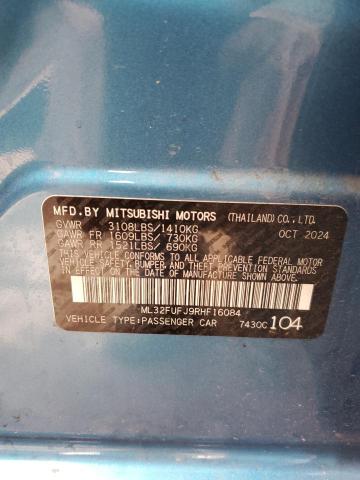 MFD.BY MITSUBISHI MOTORS (THAILAND) CO., LTD.
GVWR 3108LBS/1410KG OCT 2024
GAWR FR 1609LBS/ 730KG
GAWR RR 1521LBS/ 690KG
THIS VEHICLE CONFORMS TO ALL APPLICABLE FEDERAL MOTOR
VEHICLE SAFETY, BUMPER, AND THEFT PREVENTION STANDARDS
IN EFFECT ON THE DATE OF MANUFACTURE SHOWN ABOVE.
ML32FUFJ9RHF16084
VEHICLE TYPE:PASSENGER CAR 7430C 104